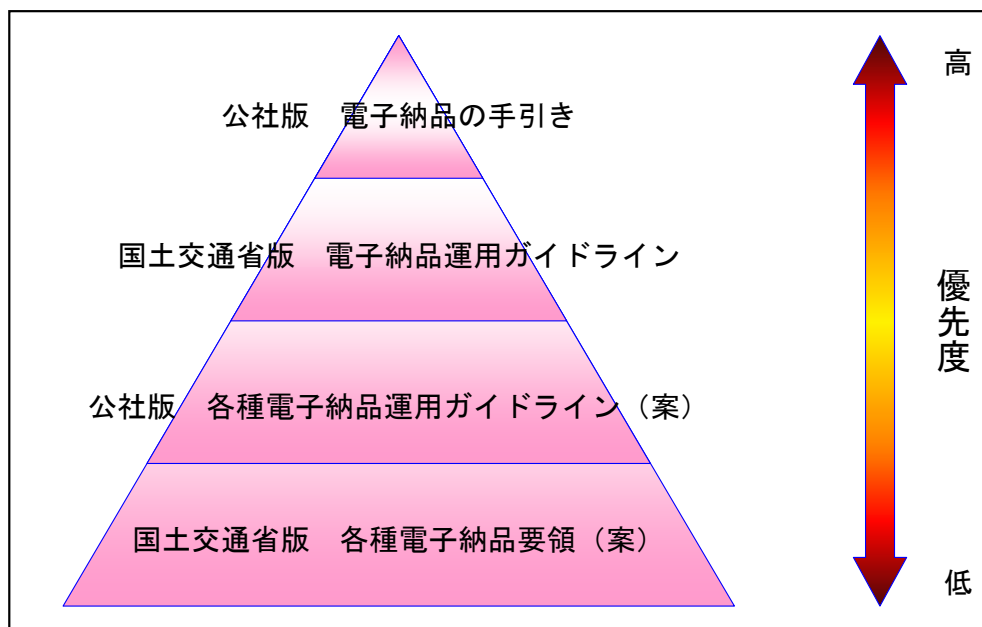 高
公社版　電子納品の手引き
国土交通省版　電子納品運用ガイドライン
優先度
公社版　各種電子納品運用ガイドライン（案）
国土交通省版　各種電子納品要領（案）
低